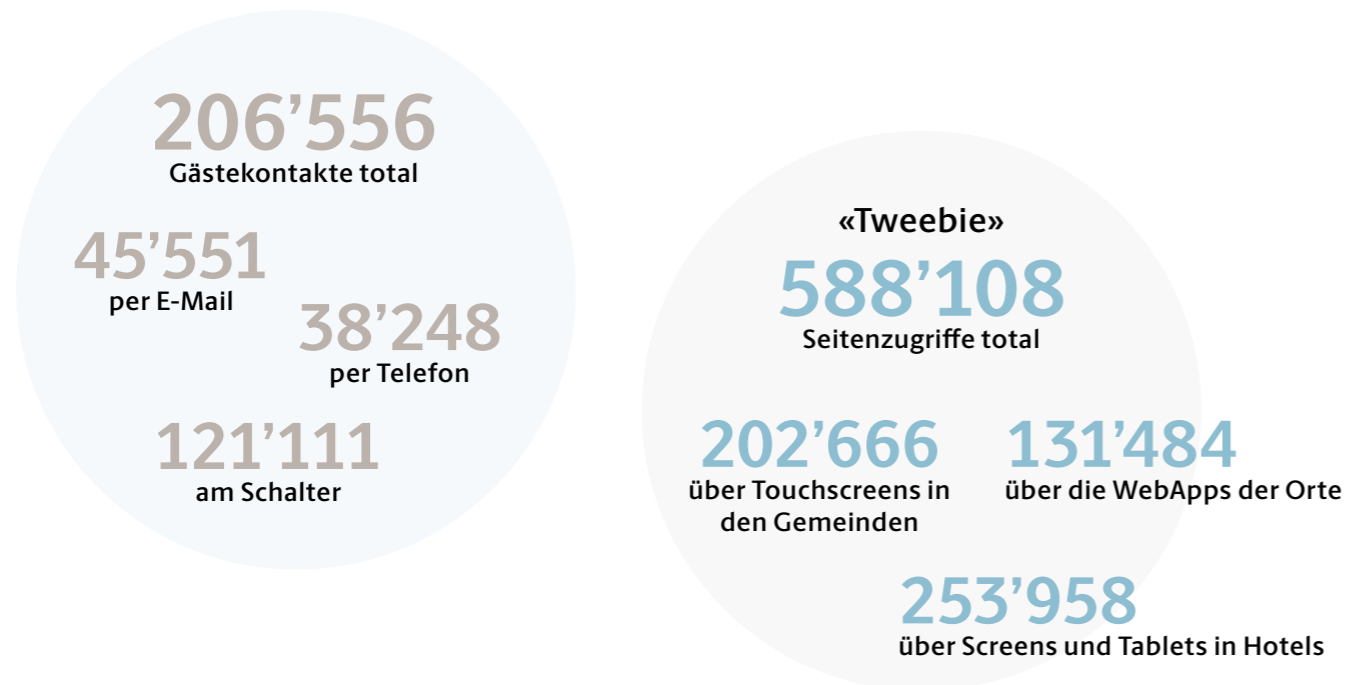 206’556
Gästekontakte total
45’551
per E-Mail
38’248
per Telefon
121’111
am Schalter
«Tweebie»
588’108
Seitenzugriffe total
202’666
über Touchscreens in
den Gemeinden
131’484
über die WebApps der Orte
253’958
über Screens und Tablets in Hotels